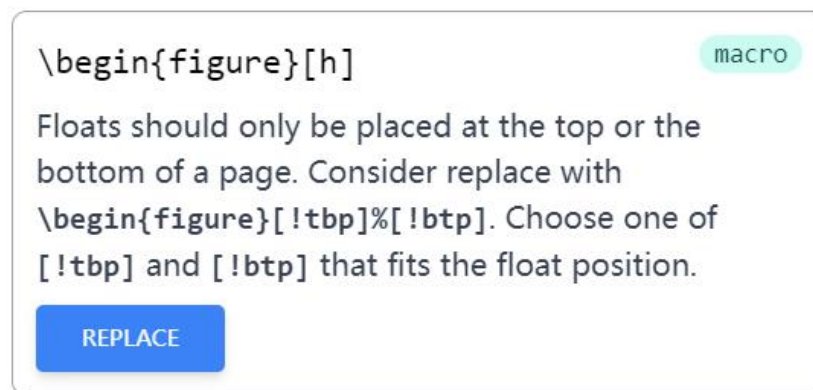 \begin{figure}[h]
macro
Floats should only be placed at the top or the
bottom of a page. Consider replace with
\begin{figure}[!tbp]%[!btp]. Choose one of
[!tbp] and [!btp] that fits the float position.
REPLACE